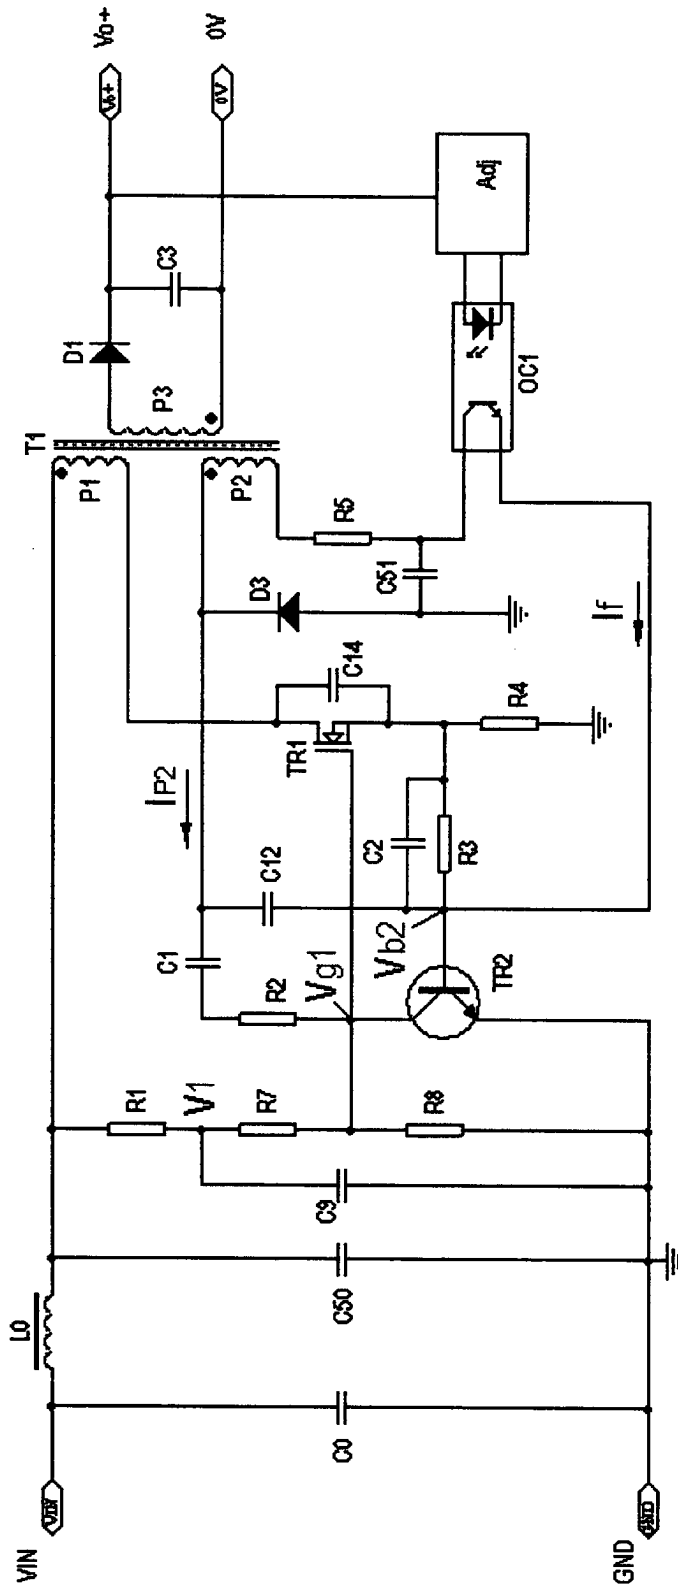 VIN
VIN
L0
C0
C50
C9
R1
V1
R7
R8
R2
C1
Vg1
Vb2
TR2
C12
IP2
C2
R3
TR1
C14
R4
D3
C51
R5
If
T1
P1
P2
P3
D1
C3
OC1
Adj
Vo+
Vo+
0V
0V
GND
GND